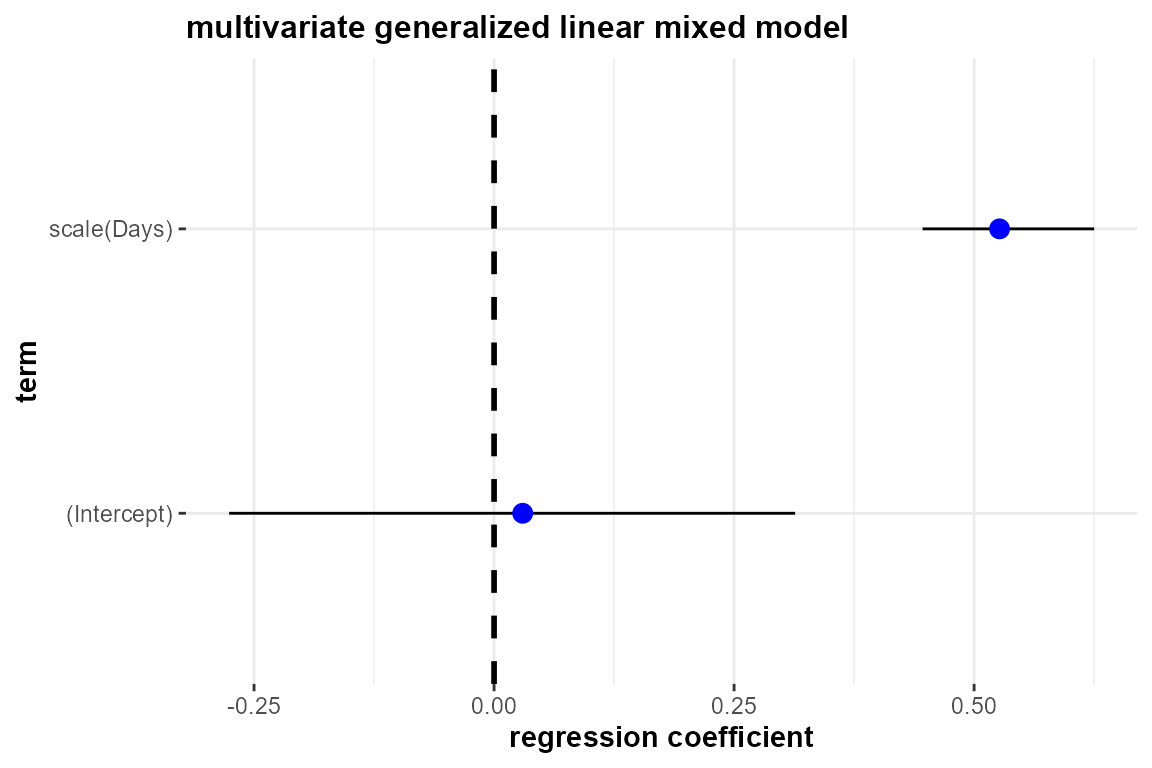 multivariate generalized linear mixed model
scale(Days)
(Intercept)
term
-0.25 0.00 0.25 0.50
regression coefficient